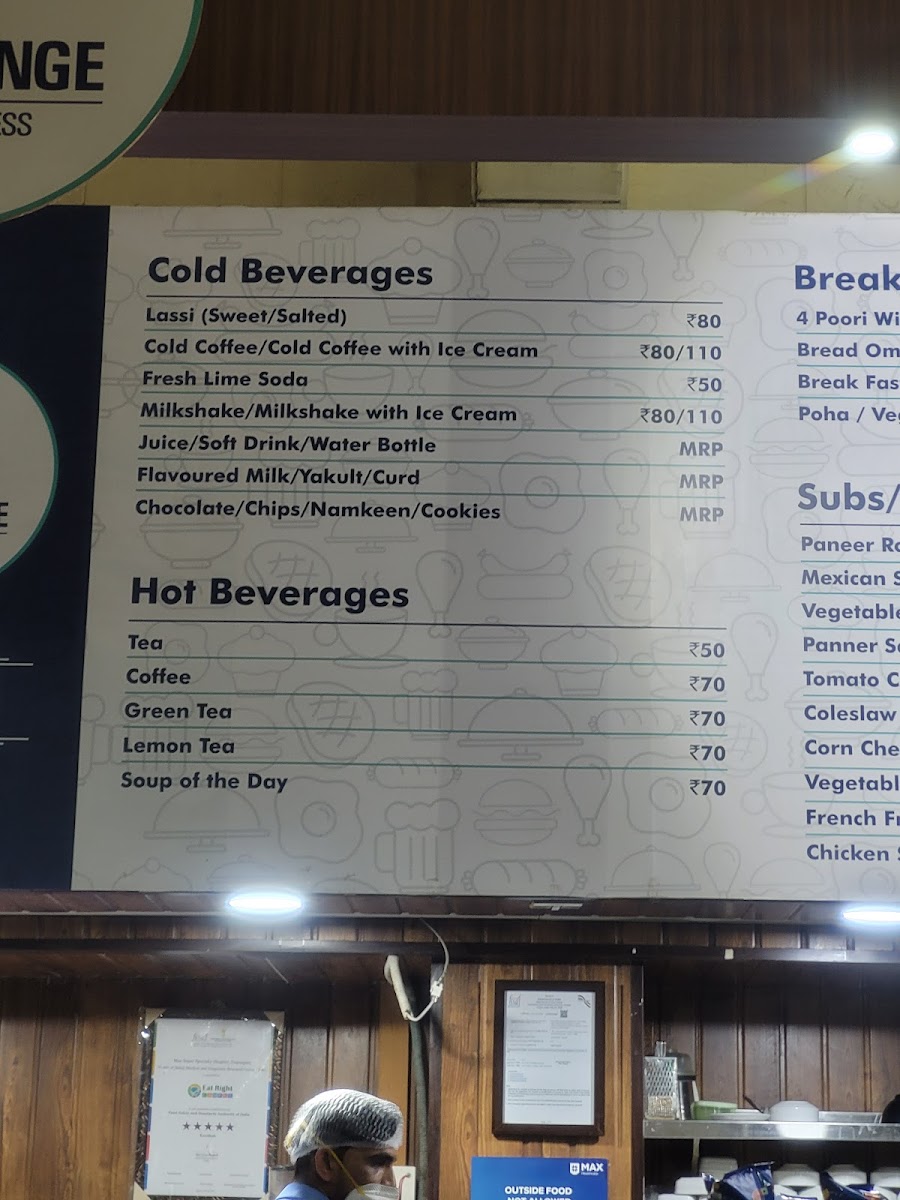 NGE
ESS
E
Cold Beverages
Lassi (Sweet/Salted) ₹80
Cold Coffee/Cold Coffee with Ice Cream ₹80/110
Fresh Lime Soda ₹50
Milkshake/Milkshake with Ice Cream ₹80/110
Juice/Soft Drink/Water Bottle MRP
Flavoured Milk/Yakult/Curd MRP
Chocolate/Chips/Namkeen/Cookies MRP
Hot Beverages
Tea ₹50
Coffee ₹70
Green Tea ₹70
Lemon Tea ₹70
Soup of the Day ₹70
Break
4 Poori Wi
Bread Om
Break Fas
Poha / Veg
Subs/
Paneer Ro
Mexican S
Vegetable
Panner Sa
Tomato C
Coleslaw
Corn Che
Vegetabl
French Fr
Chicken S
Eat Right
MAX
OUTSIDE FOOD
NOT ALLOWED